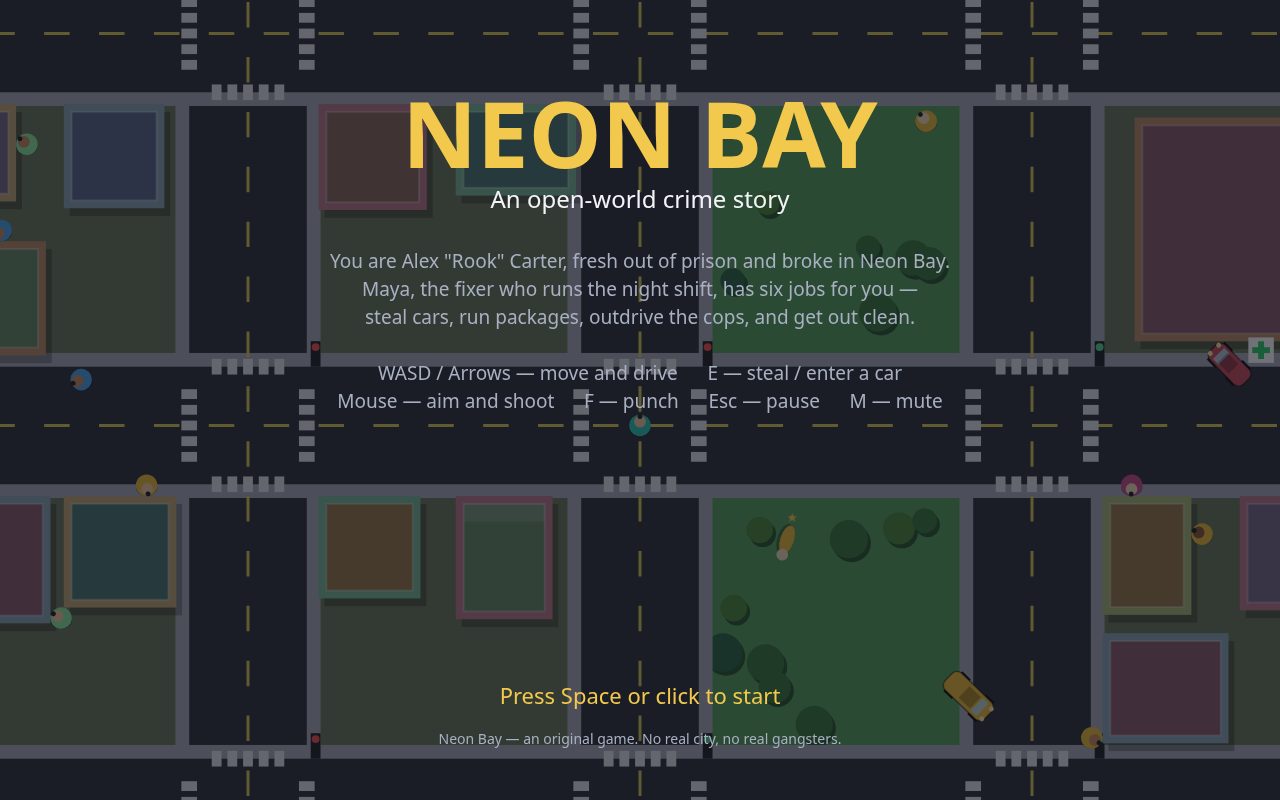 NEON BAY
An open-world crime story
You are Alex "Rook" Carter, fresh out of prison and broke in Neon Bay.
Maya, the fixer who runs the night shift, has six jobs for you —
steal cars, run packages, outdrive the cops, and get out clean.
WASD / Arrows — move and drive E — steal / enter a car
Mouse — aim and shoot F — punch Esc — pause M — mute
Press Space or click to start
Neon Bay — an original game. No real city, no real gangsters.